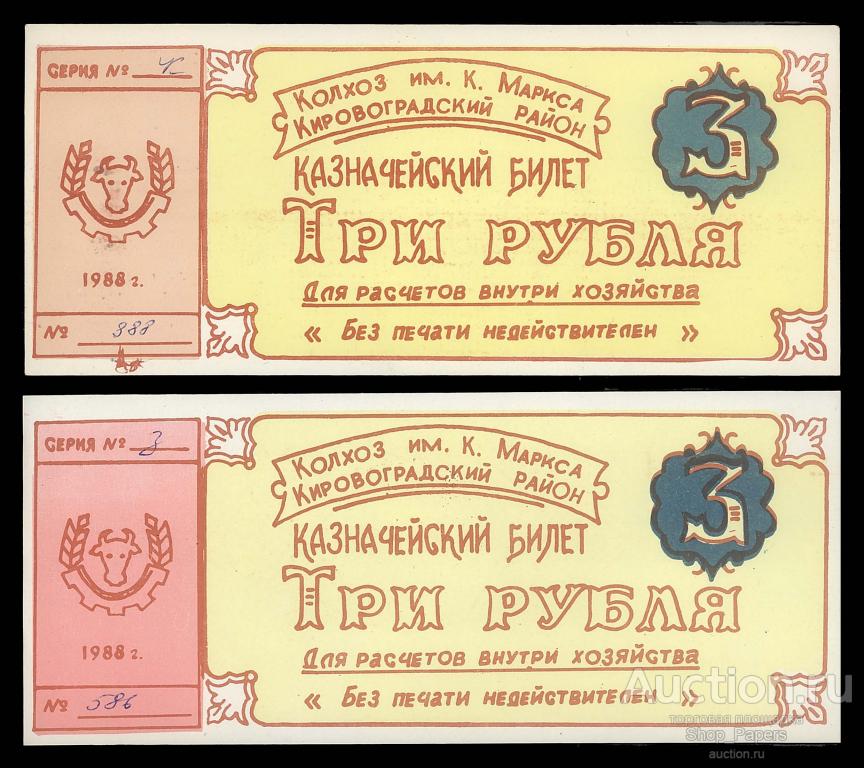 СЕРИЯ №
КОЛХОЗ ИМ. К. МАРКСА
КИРОВОГРАДСКИЙ РАЙОН
3
КАЗНАЧЕЙСКИЙ БИЛЕТ
ТРИ РУБЛЯ
1988 г.
ДЛЯ РАСЧЕТОВ ВНУТРИ ХОЗЯЙСТВА
№ 388
« БЕЗ ПЕЧАТИ НЕДЕЙСТВИТЕЛЕН »
СЕРИЯ № З
КОЛХОЗ ИМ. К. МАРКСА
КИРОВОГРАДСКИЙ РАЙОН
3
КАЗНАЧЕЙСКИЙ БИЛЕТ
ТРИ РУБЛЯ
1988 г.
ДЛЯ РАСЧЕТОВ ВНУТРИ ХОЗЯЙСТВА
№ 586
« БЕЗ ПЕЧАТИ НЕДЕЙСТВИТЕЛЕН »
Auction.ru
торговая площадка
Shop_Papers
auction.ru